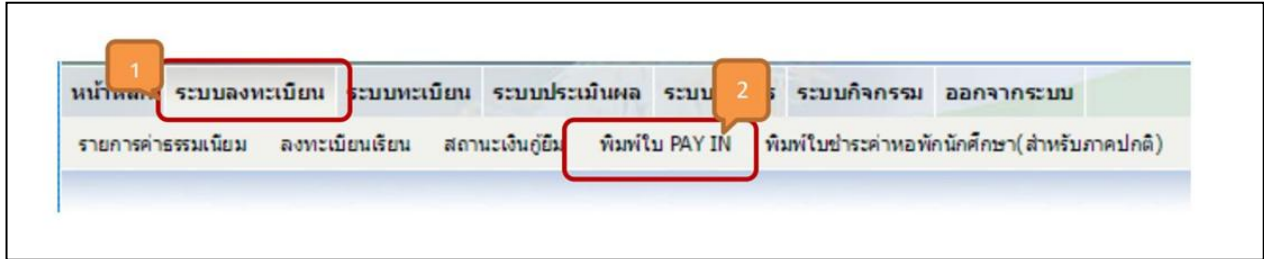 1 2
ระบบลงทะเบียน ระบบทะเบียน ระบบประเมินผล ระบบกิจกรรม ออกจากระบบ
รายการค่าธรรมเนียม ลงทะเบียนเรียน สถานะเงินกู้ยืม พิมพ์ใบ PAY IN พิมพ์ใบชำระค่าหอพักนักศึกษา(สำหรับภาคปกติ)